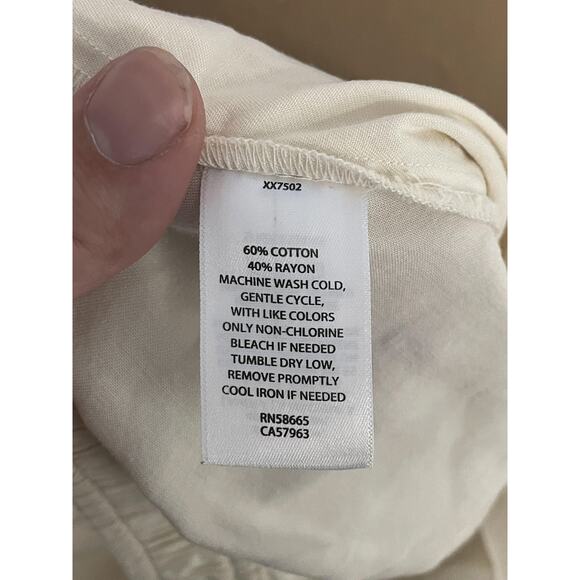 XX7502
60% COTTON
40% RAYON
MACHINE WASH COLD,
GENTLE CYCLE,
WITH LIKE COLORS
ONLY NON-CHLORINE
BLEACH IF NEEDED
TUMBLE DRY LOW,
REMOVE PROMPTLY
COOL IRON IF NEEDED
RN58665
CA57963